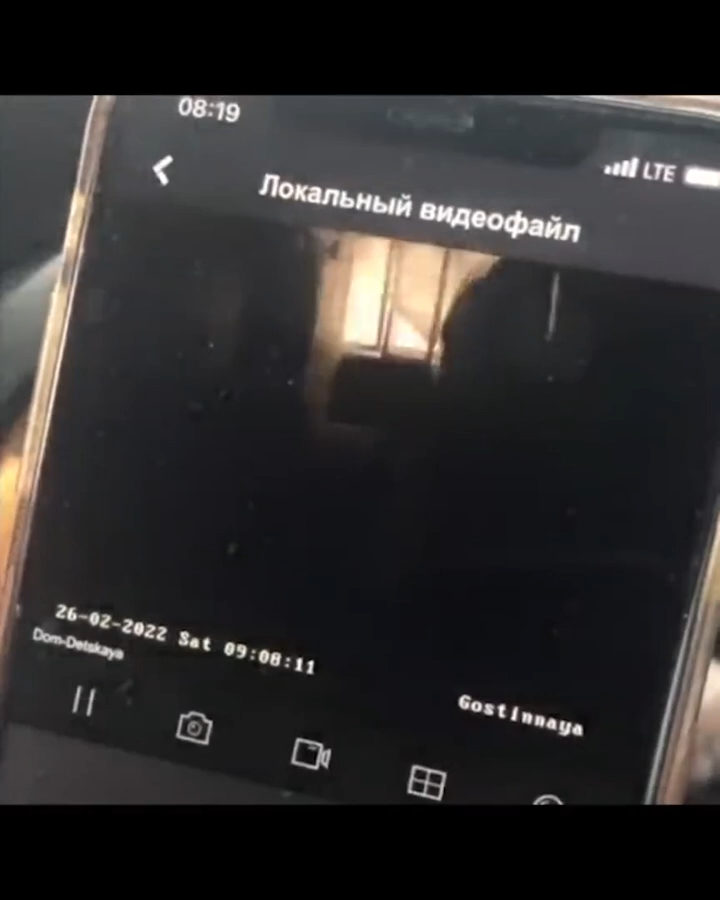 08:19
LTE
Локальный видеофайл
26-02-2022 Sat 09:08:11
Dom-Detskaya
Gostinnaya